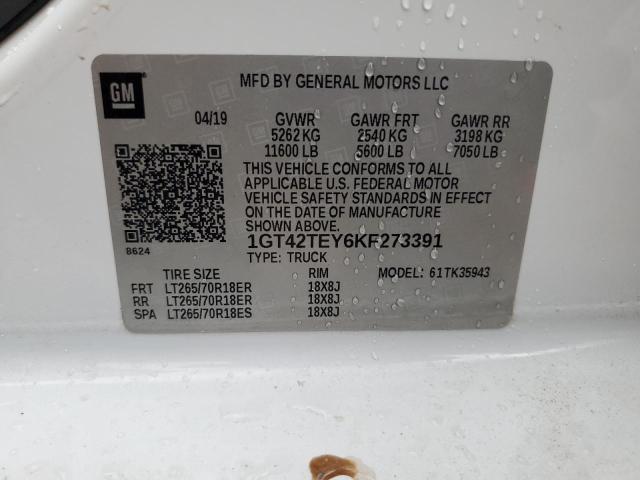 GM
MFD BY GENERAL MOTORS LLC
04/19 GVWR GAWR FRT GAWR RR
5262 KG 2540 KG 3198 KG
11600 LB 5600 LB 7050 LB
THIS VEHICLE CONFORMS TO ALL
APPLICABLE U.S. FEDERAL MOTOR
VEHICLE SAFETY STANDARDS IN EFFECT
ON THE DATE OF MANUFACTURE
SHOWN ABOVE.
8624
1GT42TEY6KF273391
TYPE: TRUCK MODEL: 61TK35943
TIRE SIZE RIM
FRT LT265/70R18ER 18X8J
RR LT265/70R18ER 18X8J
SPA LT265/70R18ES 18X8J